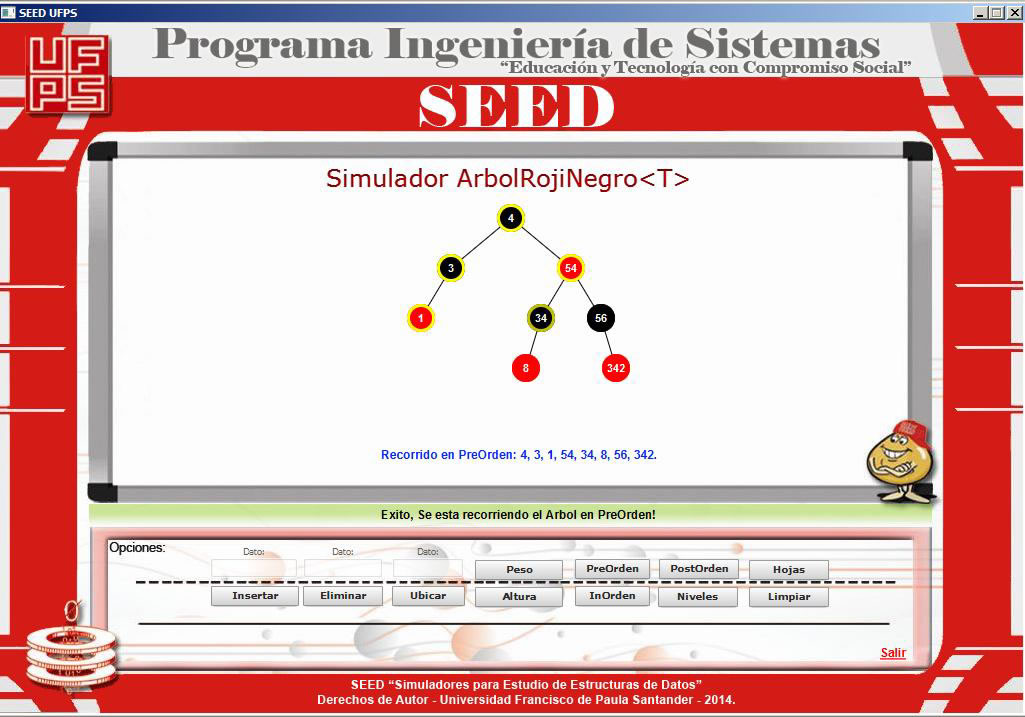 SEED UFPS
UF
PS
Programa Ingeniería de Sistemas
“Educación y Tecnología con Compromiso Social”
SEED
Simulador ArbolRojiNegro<T>
4
3
54
1
34
56
8
342
Recorrido en PreOrden: 4, 3, 1, 54, 34, 8, 56, 342.
Exito, Se esta recorriendo el Arbol en PreOrden!
Opciones:
Dato: Dato: Dato:
Peso PreOrden PostOrden Hojas
Insertar Eliminar Ubicar Altura InOrden Niveles Limpiar
Salir
SEED “Simuladores para Estudio de Estructuras de Datos”
Derechos de Autor - Universidad Francisco de Paula Santander - 2014.